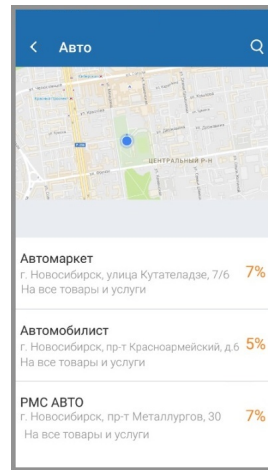 Авто
ЦЕНТРАЛЬНЫЙ Р-Н
Автомаркет
г. Новосибирск, улица Кутателадзе, 7/6
7%
На все товары и услуги
Автомобилист
г. Новосибирск, пр-т Красноармейский, д.6
5%
На все товары и услуги
РМС АВТО
г. Новосибирск, пр-т Металлургов, 30
7%
На все товары и услуги